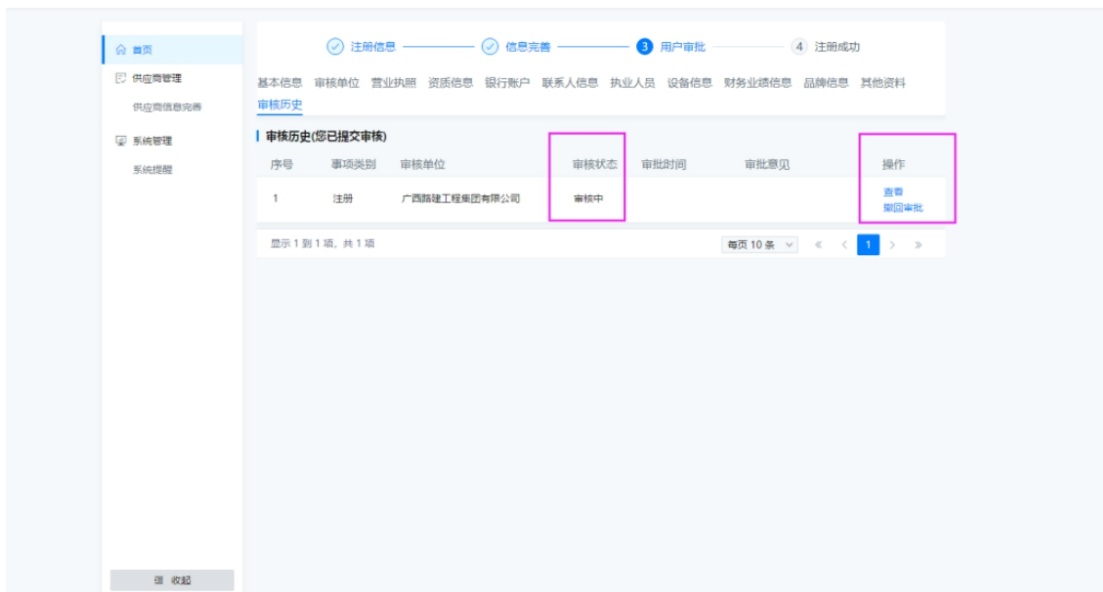 首页
供应商管理
供应商信息完善
系统管理
系统提醒
收起
注册信息 信息完善 3 用户审批 4 注册成功
基本信息 审核单位 营业执照 资质信息 银行账户 联系人信息 执业人员 设备信息 财务业绩信息 品牌信息 其他资料
审核历史
审核历史(您已提交审核)
序号 事项类别 审核单位 审核状态 审批时间 审批意见 操作
1 注册 广西路建工程集团有限公司 审核中 查看
撤回审批
显示 1 到 1 项, 共 1 项 每页 10 条 « < 1 > »